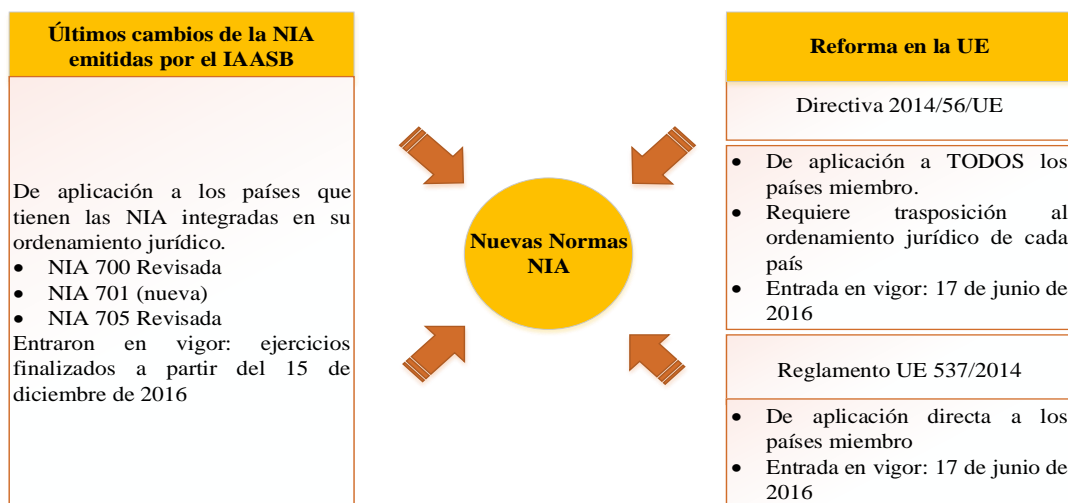 Últimos cambios de la NIA
emitidas por el IAASB
De aplicación a los países que
tienen las NIA integradas en su
ordenamiento jurídico.
• NIA 700 Revisada
• NIA 701 (nueva)
• NIA 705 Revisada
Entraron en vigor: ejercicios
finalizados a partir del 15 de
diciembre de 2016
Nuevas Normas
NIA
Reforma en la UE
Directiva 2014/56/UE
• De aplicación a TODOS los
países miembro.
• Requiere trasposición al
ordenamiento jurídico de cada
país
• Entrada en vigor: 17 de junio de
2016
Reglamento UE 537/2014
• De aplicación directa a los
países miembro
• Entrada en vigor: 17 de junio de
2016